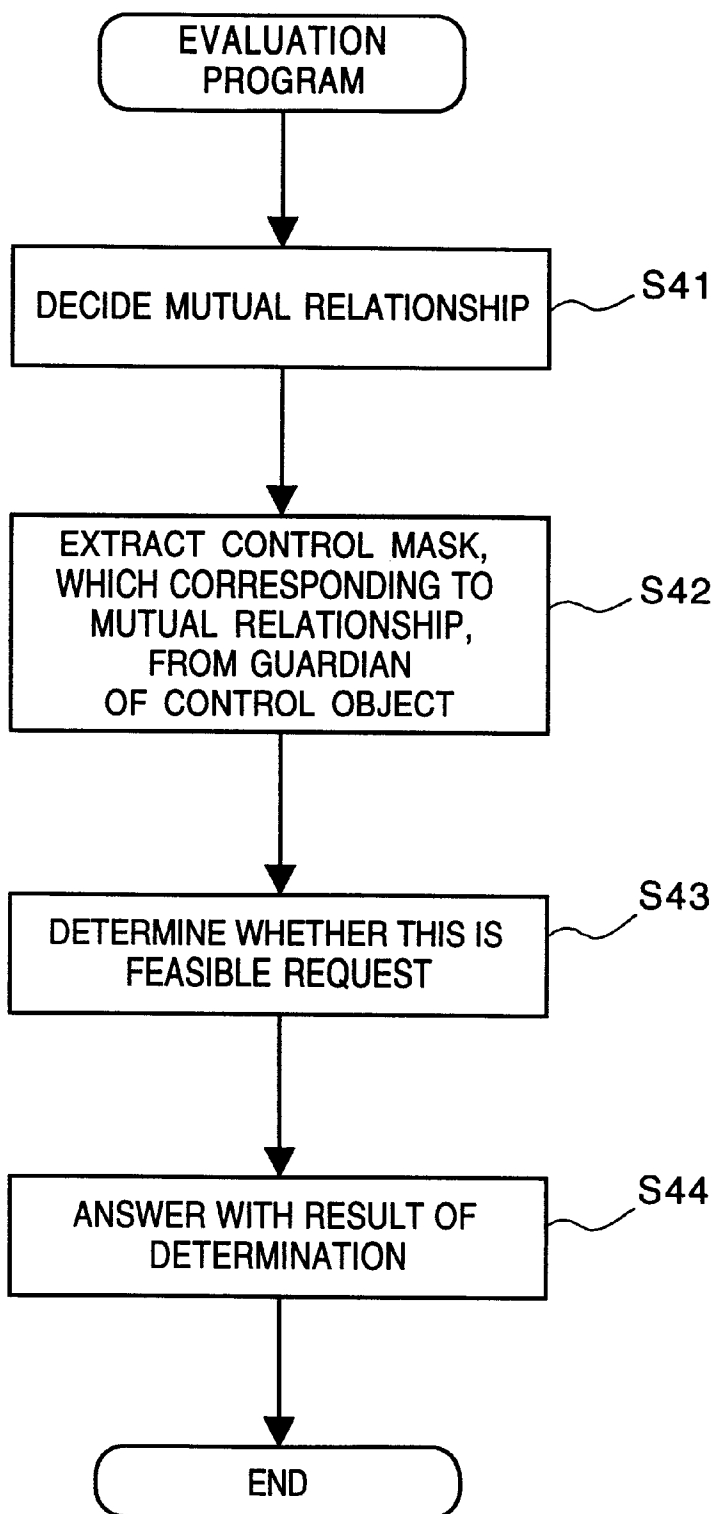 EVALUATION
PROGRAM
DECIDE MUTUAL RELATIONSHIP
S41
EXTRACT CONTROL MASK,
WHICH CORRESPONDING TO
MUTUAL RELATIONSHIP,
FROM GUARDIAN
OF CONTROL OBJECT
S42
DETERMINE WHETHER THIS IS
FEASIBLE REQUEST
S43
ANSWER WITH RESULT OF
DETERMINATION
S44
END